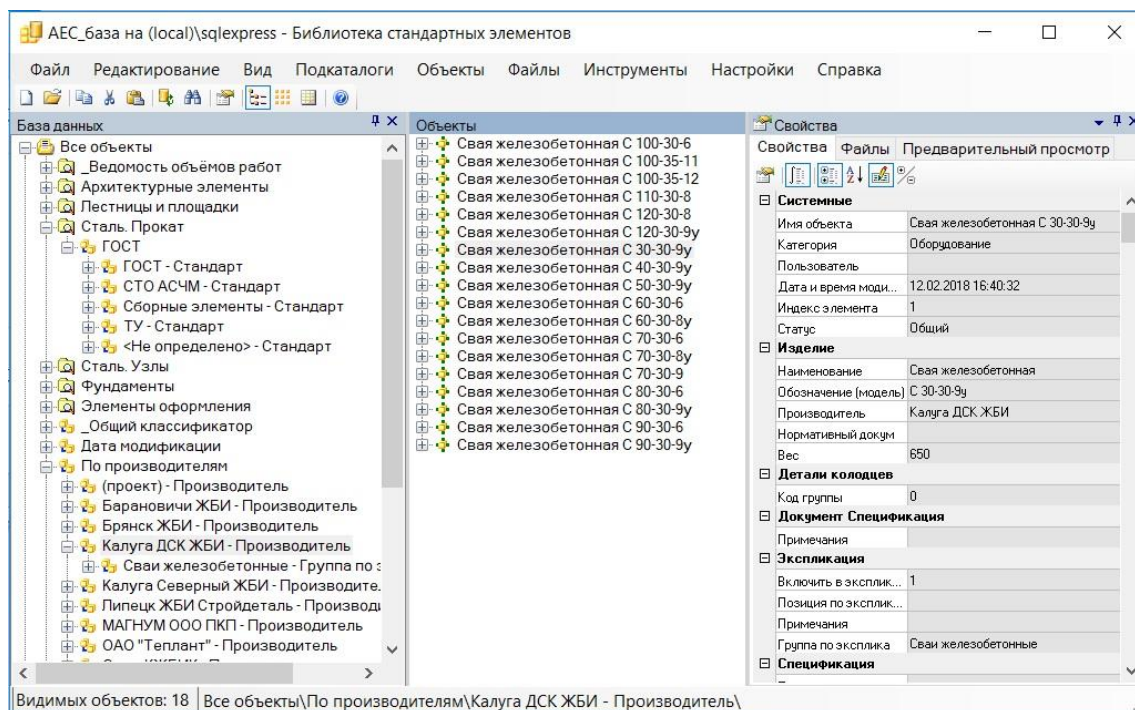 АЕС_база на (local)\sqlexpress - Библиотека стандартных элементов
Файл Редактирование Вид Подкаталоги Объекты Файлы Инструменты Настройки Справка
База данных
Все объекты
_Ведомость объёмов работ
Архитектурные элементы
Лестницы и площадки
Сталь. Прокат
ГОСТ
ГОСТ - Стандарт
СТО АСЧМ - Стандарт
Сборные элементы - Стандарт
ТУ - Стандарт
<Не определено> - Стандарт
Сталь. Узлы
Фундаменты
Элементы оформления
_Общий классификатор
Дата модификации
По производителям
(проект) - Производитель
Барановичи ЖБИ - Производитель
Брянск ЖБИ - Производитель
Калуга ДСК ЖБИ - Производитель
Сваи железобетонные - Группа по з
Калуга Северный ЖБИ - Производите.
Липецк ЖБИ Стройдеталь - Производи
МАГНУМ ООО ПКП - Производитель
ОАО "Теплант" - Производитель
Объекты
Свая железобетонная С 100-30-6
Свая железобетонная С 100-35-11
Свая железобетонная С 100-35-12
Свая железобетонная С 110-30-8
Свая железобетонная С 120-30-8
Свая железобетонная С 120-30-9у
Свая железобетонная С 30-30-9у
Свая железобетонная С 40-30-9у
Свая железобетонная С 50-30-9у
Свая железобетонная С 60-30-6
Свая железобетонная С 60-30-8у
Свая железобетонная С 70-30-6
Свая железобетонная С 70-30-8у
Свая железобетонная С 70-30-9
Свая железобетонная С 80-30-6
Свая железобетонная С 80-30-9у
Свая железобетонная С 90-30-6
Свая железобетонная С 90-30-9у
Свойства
Свойства Файлы Предварительный просмотр
Системные
Имя объекта Свая железобетонная С 30-30-9у
Категория Оборудование
Пользователь
Дата и время моди... 12.02.2018 16:40:32
Индекс элемента 1
Статус Общий
Изделие
Наименование Свая железобетонная
Обозначение (модель) С 30-30-9у
Производитель Калуга ДСК ЖБИ
Нормативный докум
Вес 650
Детали колодцев
Код группы 0
Документ Спецификация
Примечания
Экспликация
Включить в эксплик... 1
Позиция по эксплик...
Примечания
Группа по эксплика Сваи железобетонные
Спецификация
Видимых объектов: 18 Все объекты\По производителям\Калуга ДСК ЖБИ - Производитель\